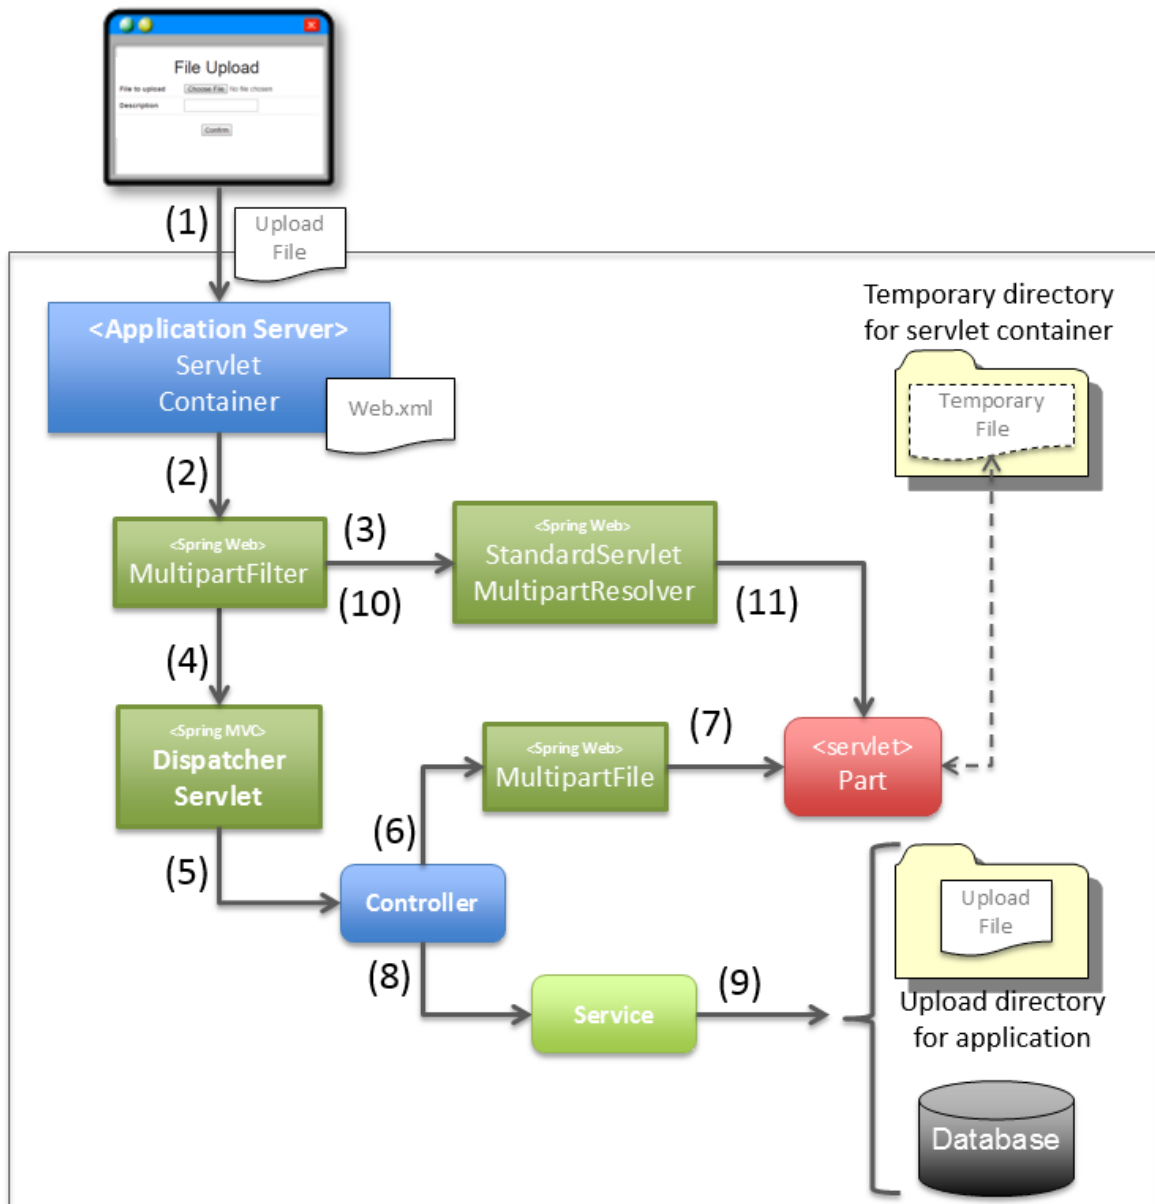 File Upload
File to upload
Choose File No file chosen
Description
Confirm
(1)
Upload
File
<Application Server>
Servlet
Container
Web.xml
Temporary directory
for servlet container
Temporary
File
(2)
<Spring Web>
MultipartFilter
(3)
(10)
<Spring Web>
StandardServlet
MultipartResolver
(11)
(4)
<Spring MVC>
Dispatcher
Servlet
<Spring Web>
MultipartFile
(7)
<servlet>
Part
(5)
(6)
Controller
(8)
Service
(9)
Upload
File
Upload directory
for application
Database